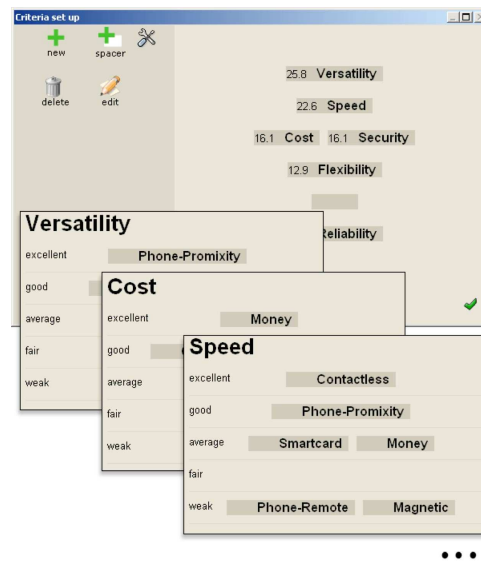 Criteria set up
new spacer
delete edit
25.8 Versatility
22.6 Speed
16.1 Cost 16.1 Security
12.9 Flexibility
Reliability
Versatility
excellent Phone-Promixity
good
average
fair
weak
Cost
excellent Money
good
average
fair
weak
Speed
excellent Contactless
good Phone-Promixity
average Smartcard Money
fair
weak Phone-Remote Magnetic
...